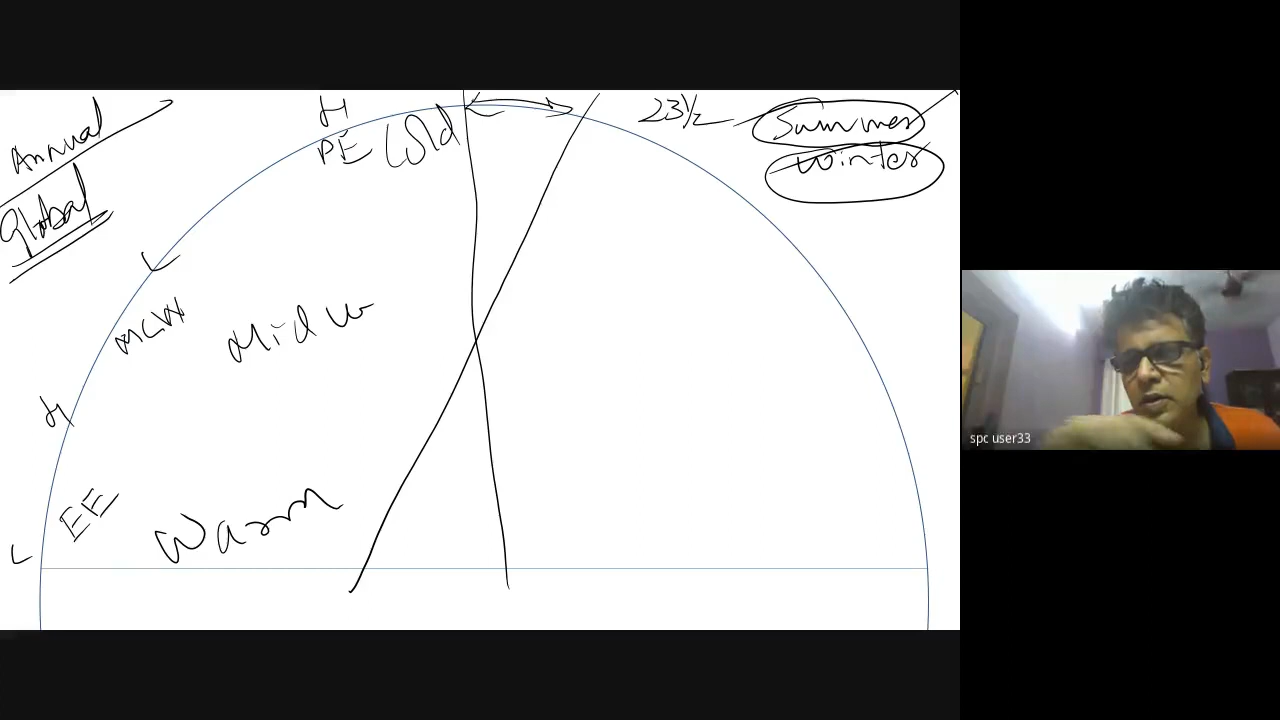 Annual
Global
H
PE Cold
23½
Summer
Winter
L
MLW
Mid w
H
EE
Warm
L
spc user33